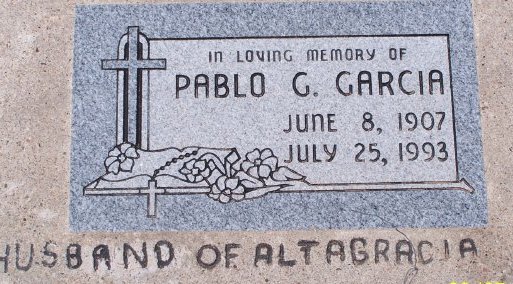 IN LOVING MEMORY OF
PABLO G. GARCIA
JUNE 8, 1907
JULY 25, 1993
HUSBAND OF ALTAGRACIA